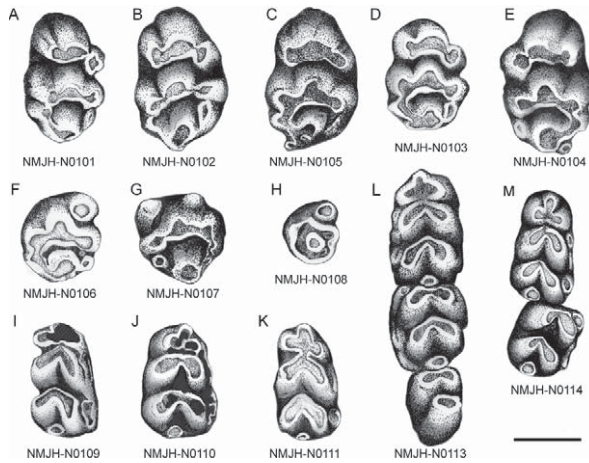 A B C D E
NMJH-N0101 NMJH-N0102 NMJH-N0105 NMJH-N0103 NMJH-N0104
F G H L M
NMJH-N0106 NMJH-N0107 NMJH-N0108
I J K
NMJH-N0114
NMJH-N0109 NMJH-N0110 NMJH-N0111 NMJH-N0113